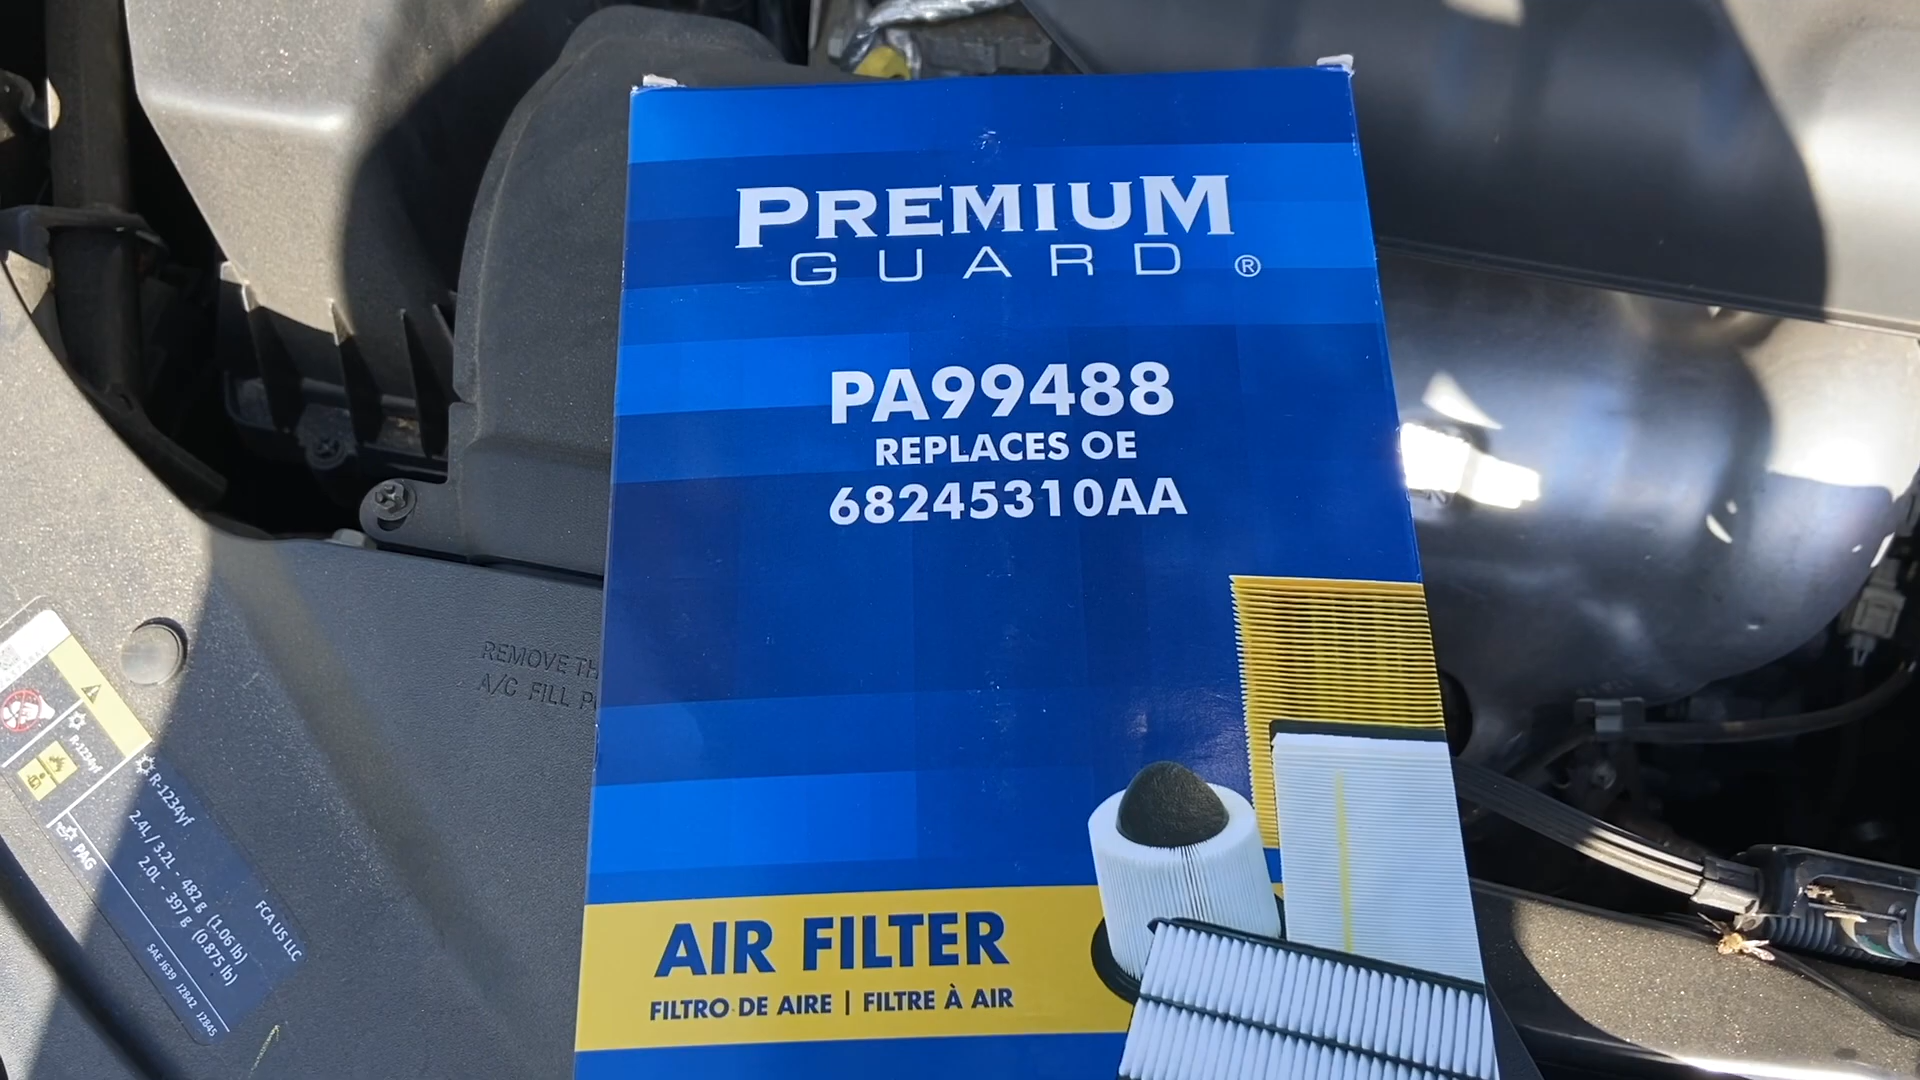 PREMIUM
GUARD ®
PA99488
REPLACES OE
68245310AA
AIR FILTER
FILTRO DE AIRE | FILTRE À AIR
REMOVE
A/C FILL
R-1234yf
R-1234yf
PAG
2.4L / 3.2L - 482 g (1.06 lb)
2.0L - 397 g (0.875 lb)
FCA US LLC
SAE J639 J2842 J2845